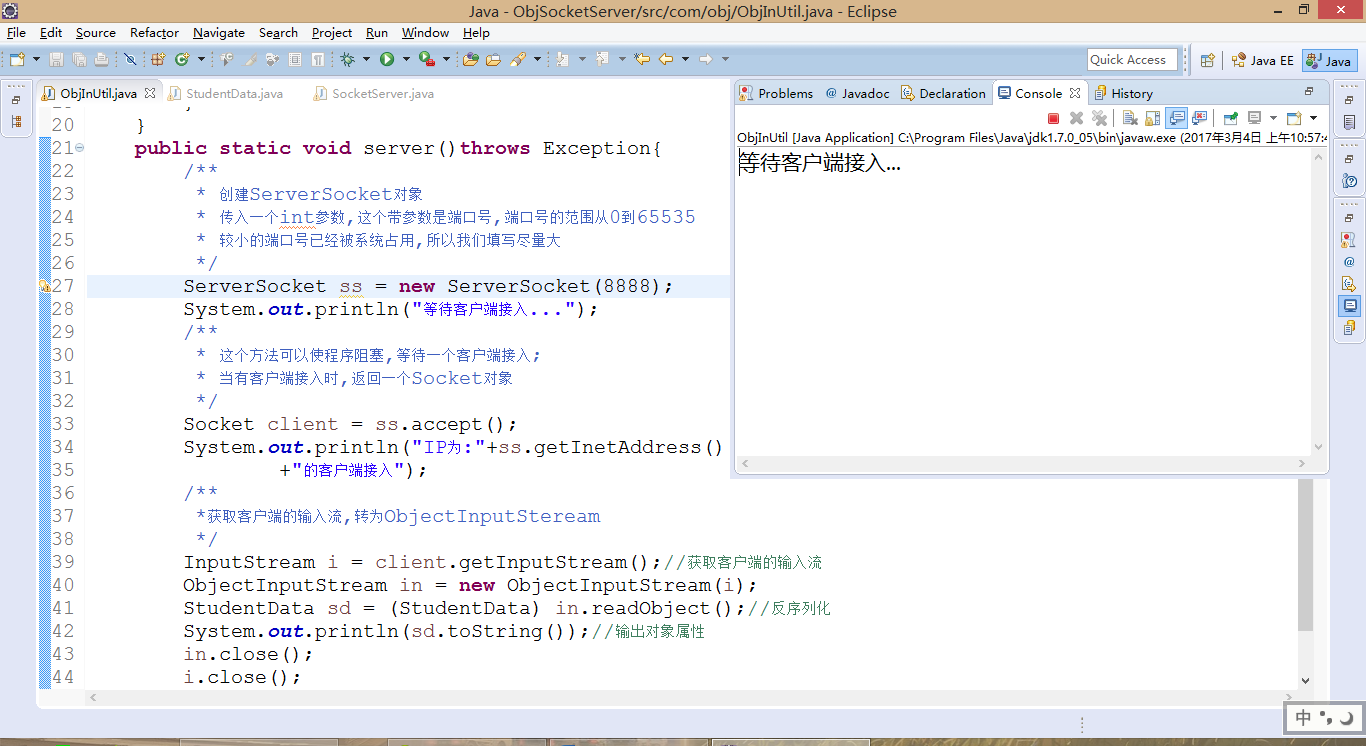 Java - ObjSocketServer/src/com/obj/ObjInUtil.java - Eclipse
File Edit Source Refactor Navigate Search Project Run Window Help
Quick Access Java EE Java
ObjInUtil.java StudentData.java SocketServer.java
20 }
21 public static void server()throws Exception{
22 /**
23 * 创建ServerSocket对象
24 * 传入一个int参数,这个带参数是端口号,端口号的范围从0到65535
25 * 较小的端口号已经被系统占用,所以我们填写尽量大
26 */
27 ServerSocket ss = new ServerSocket(8888);
28 System.out.println("等待客户端接入...");
29 /**
30 * 这个方法可以使程序阻塞,等待一个客户端接入;
31 * 当有客户端接入时,返回一个Socket对象
32 */
33 Socket client = ss.accept();
34 System.out.println("IP为:"+ss.getInetAddress()
35 +"的客户端接入");
36 /**
37 *获取客户端的输入流,转为ObjectInputSteream
38 */
39 InputStream i = client.getInputStream();//获取客户端的输入流
40 ObjectInputStream in = new ObjectInputStream(i);
41 StudentData sd = (StudentData) in.readObject();//反序列化
42 System.out.println(sd.toString());//输出对象属性
43 in.close();
44 i.close();
Problems @ Javadoc Declaration Console History
ObjInUtil [Java Application] C:\Program Files\Java\jdk1.7.0_05\bin\javaw.exe (2017年3月4日 上午10:57:4
等待客户端接入...
中